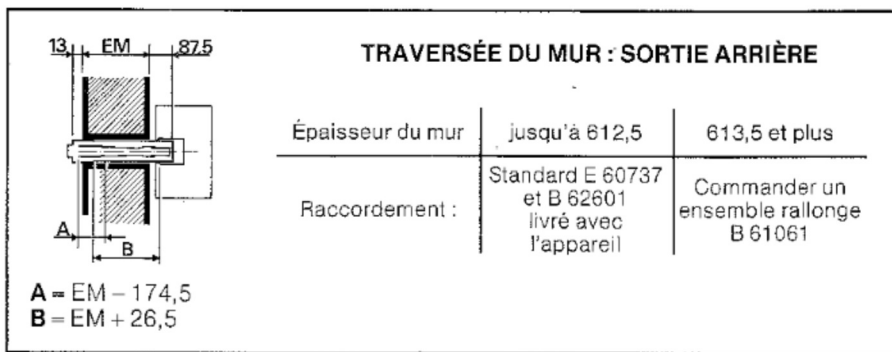 13 EM 87.5
TRAVERSÉE DU MUR : SORTIE ARRIÈRE
Épaisseur du mur jusqu'à 612,5 613,5 et plus
Raccordement :
Standard E 60737
et B 62601
livré avec
l'appareil
Commander un
ensemble rallonge
B 61061
A
B
A = EM – 174,5
B = EM + 26,5